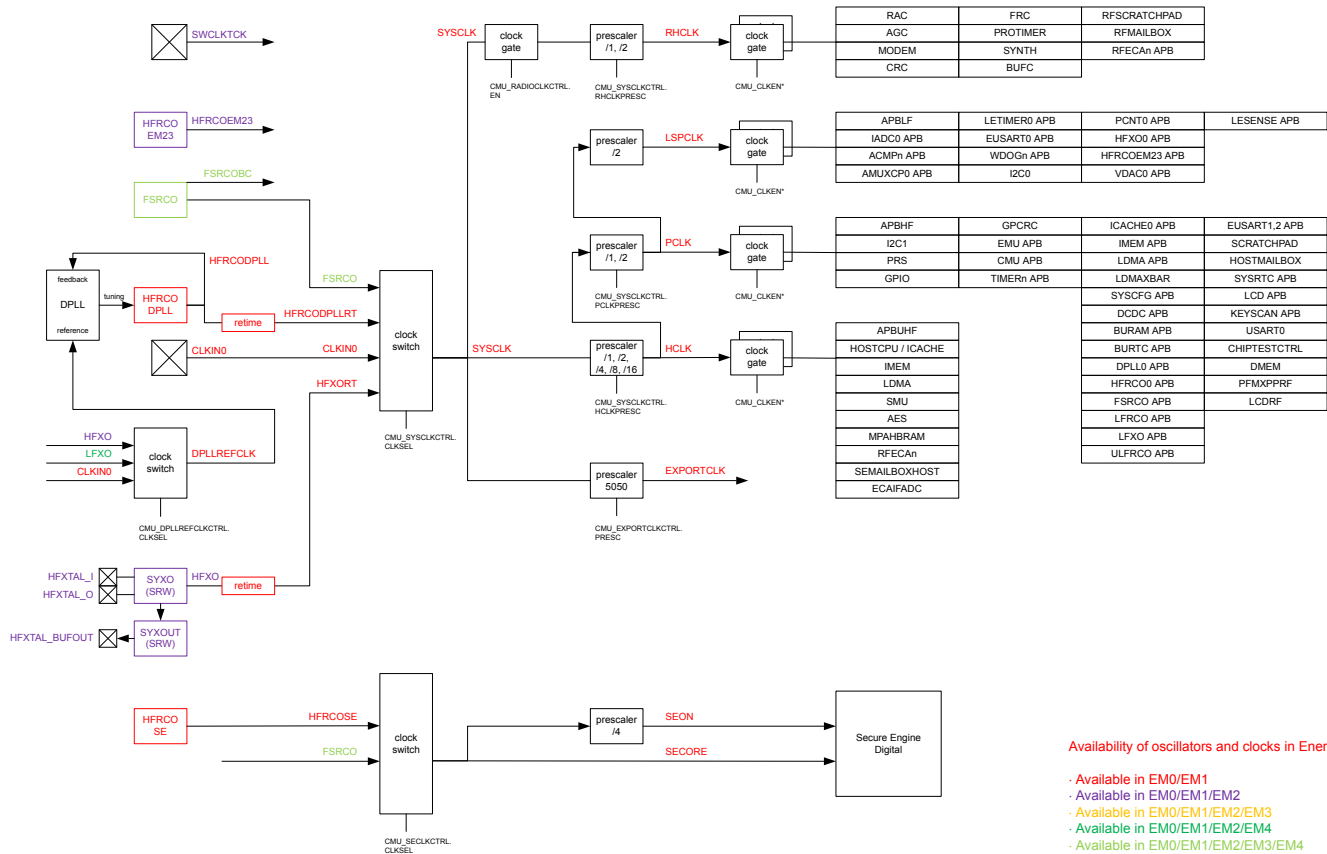 SWCLKTCK
HFRCO
EM23
HFRCOEM23
FSRCOBC
FSRCO
HFRCODPLL
feedback
DPLL
reference
tuning
HFRCO
DPLL
retime
HFRCODPLLRT
FSRCO
CLKIN0
CLKIN0
HFXORT
clock
switch
CMU_SYSCLKCTRL.
CLKSEL
HFXO
LFXO
CLKIN0
clock
switch
DPLLREFCLK
CMU_DPLLREFCLKCTRL.
CLKSEL
HFXTAL_I
HFXTAL_O
SYXO
(SRW)
HFXO
retime
HFXTAL_BUFOUT
SYXOUT
(SRW)
SYSCLK
SYSCLK
clock
gate
CMU_RADIOCLKCTRL.
EN
prescaler
/1, /2
CMU_SYSCLKCTRL.
RHCLKPRESC
RHCLK
clock
gate
CMU_CLKEN*
RAC FRC RFSCRATCHPAD
AGC PROTIMER RFMAILBOX
MODEM SYNTH RFECAn APB
CRC BUFC
prescaler
/2
LSPCLK
clock
gate
CMU_CLKEN*
APBLF LETIMER0 APB PCNT0 APB LESENSE APB
IADC0 APB EUSART0 APB HFXO0 APB
ACMPn APB WDOGn APB HFRCOEM23 APB
AMUXCP0 APB I2C0 VDAC0 APB
prescaler
/1, /2
CMU_SYSCLKCTRL.
PCLKPRESC
PCLK
clock
gate
CMU_CLKEN*
APBHF GPCRC ICACHE0 APB EUSART1,2 APB
I2C1 EMU APB IMEM APB SCRATCHPAD
PRS CMU APB LDMA APB HOSTMAILBOX
GPIO TIMERn APB LDMAXBAR SYSRTC APB
SYSCFG APB LCD APB
DCDC APB KEYSCAN APB
BURAM APB USART0
BURTC APB CHIPTESTCTRL
DPLL0 APB DMEM
HFRCO0 APB PFMXPPRF
FSRCO APB LCDRF
LFRCO APB
LFXO APB
ULFRCO APB
prescaler
/1, /2,
/4, /8, /16
CMU_SYSCLKCTRL.
HCLKPRESC
HCLK
clock
gate
CMU_CLKEN*
APBUHF
HOSTCPU / ICACHE
IMEM
LDMA
SMU
AES
MPAHBRAM
RFECAn
SEMAILBOXHOST
ECAIFADC
prescaler
5050
EXPORTCLK
CMU_EXPORTCLKCTRL.
PRESC
HFRCO
SE
HFRCOSE
FSRCO
clock
switch
CMU_SECLKCTRL.
CLKSEL
prescaler
/4
SEON
SECORE
Secure Engine
Digital
Availability of oscillators and clocks in Ener
· Available in EM0/EM1
· Available in EM0/EM1/EM2
· Available in EM0/EM1/EM2/EM3
· Available in EM0/EM1/EM2/EM4
· Available in EM0/EM1/EM2/EM3/EM4